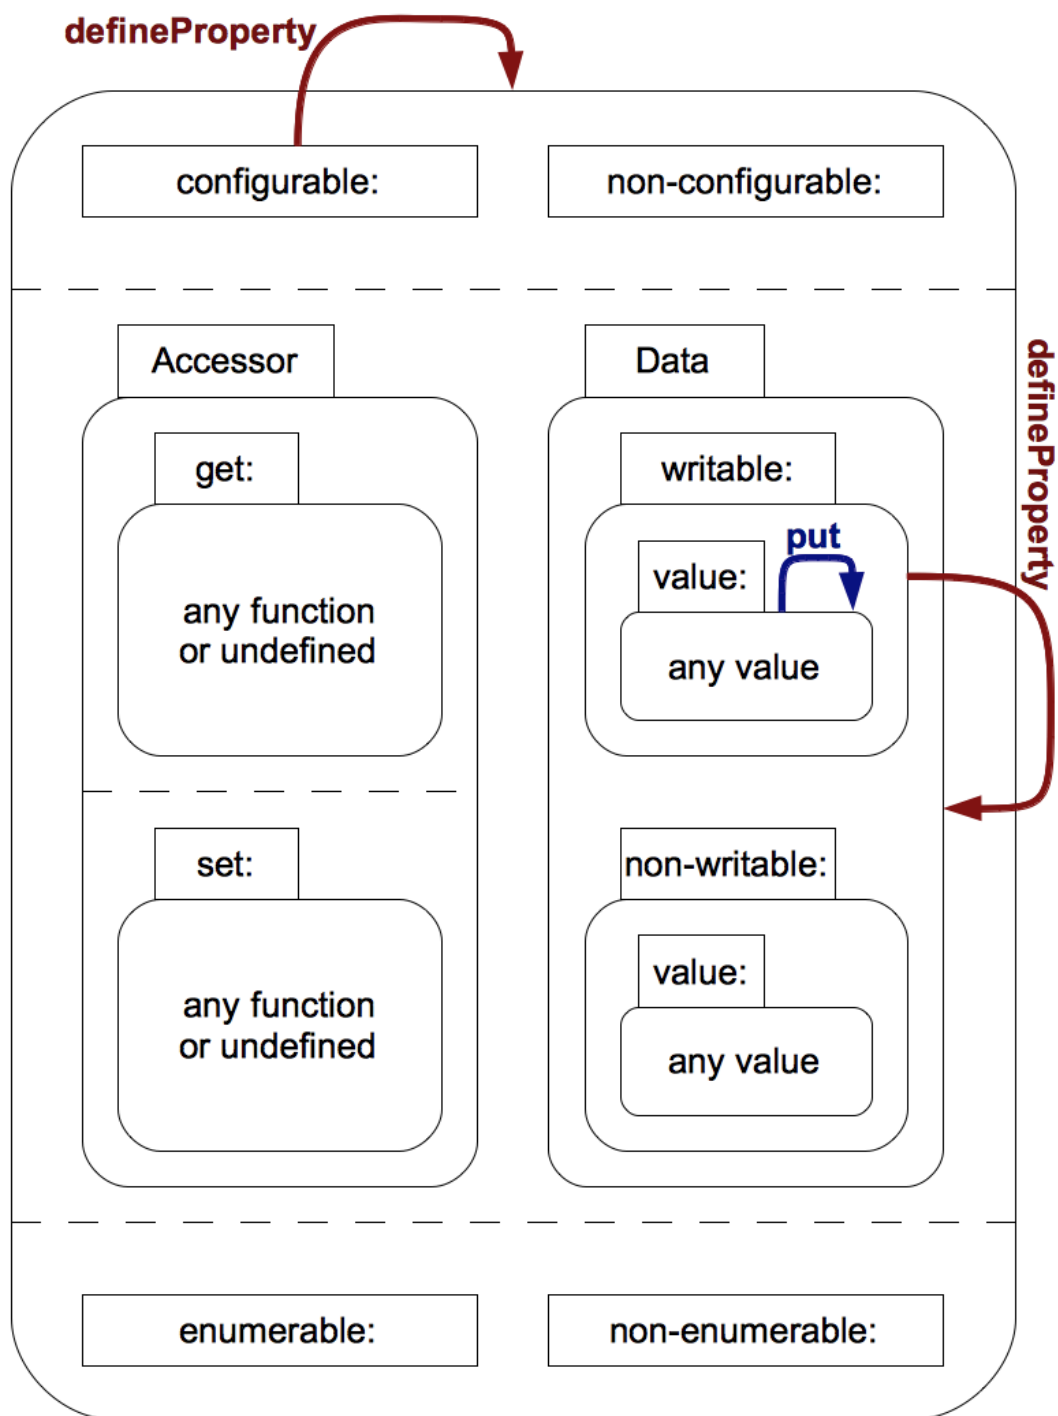 defineProperty
configurable:
non-configurable:
Accessor
Data
defineProperty
get:
writable:
put
value:
any function
or undefined
any value
set:
non-writable:
value:
any function
or undefined
any value
enumerable:
non-enumerable: